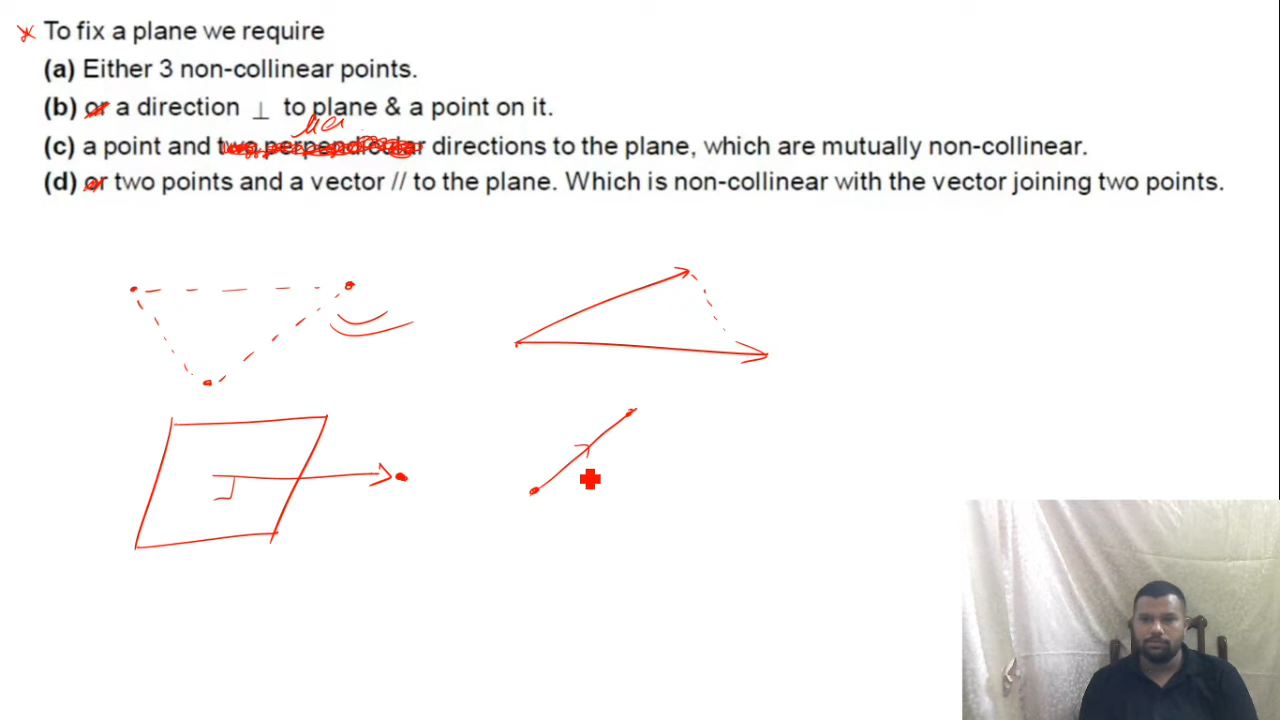 To fix a plane we require
(a) Either 3 non-collinear points.
(b) or a direction ⊥ to plane & a point on it.
(c) a point and two perpendicular directions to the plane, which are mutually non-collinear.
(d) or two points and a vector // to the plane. Which is non-collinear with the vector joining two points.